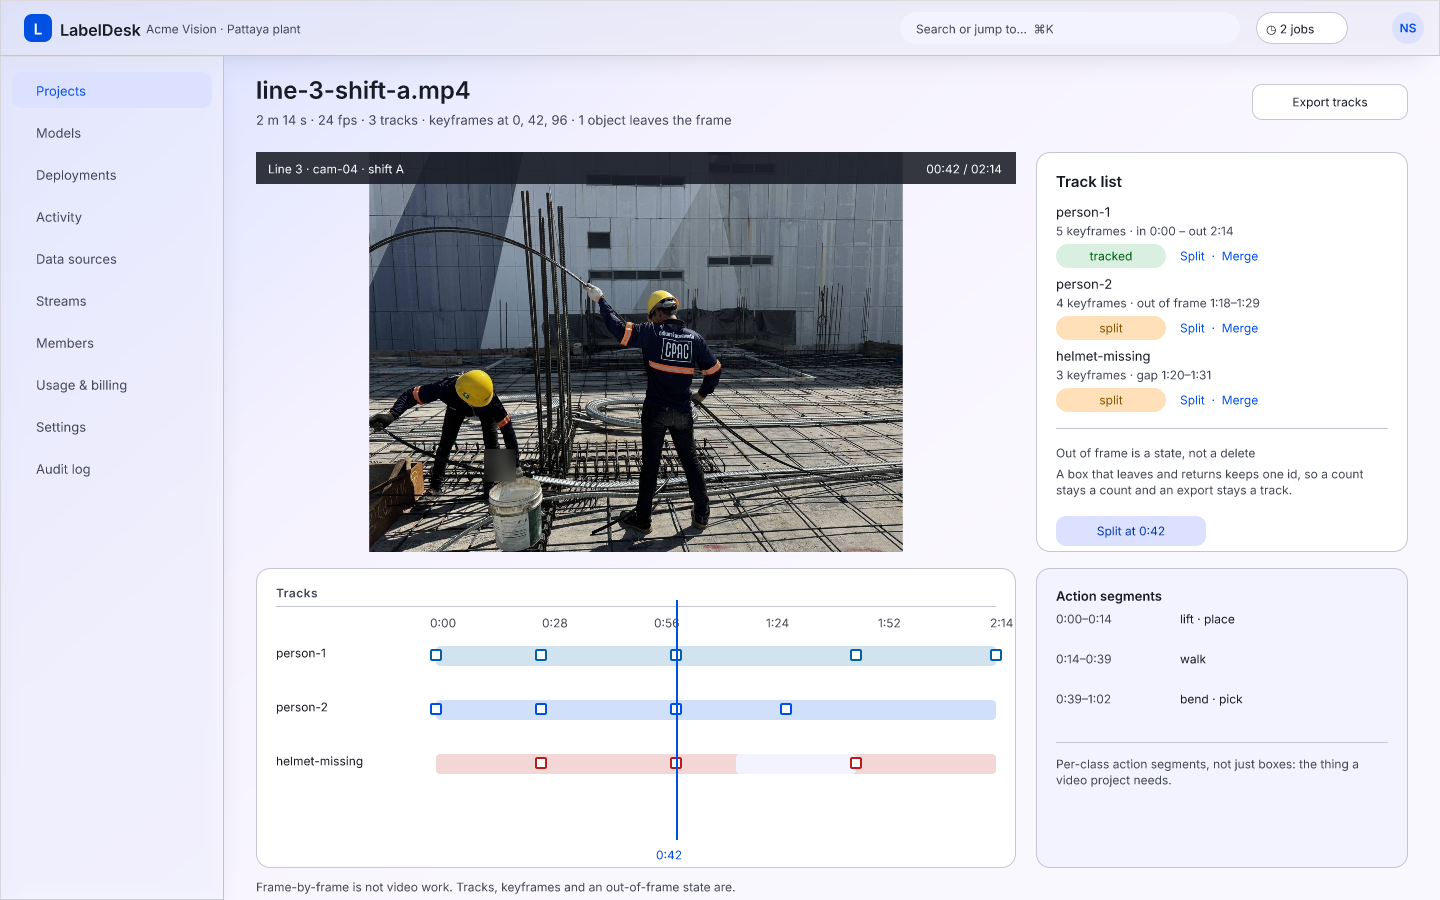 L LabelDesk Acme Vision · Pattaya plant
Search or jump to... ⌘K
◷ 2 jobs
NS
Projects
Models
Deployments
Activity
Data sources
Streams
Members
Usage & billing
Settings
Audit log
line-3-shift-a.mp4
2 m 14 s · 24 fps · 3 tracks · keyframes at 0, 42, 96 · 1 object leaves the frame
Export tracks
Line 3 · cam-04 · shift A
00:42 / 02:14
CPAC
Track list
person-1
5 keyframes · in 0:00 – out 2:14
tracked Split · Merge
person-2
4 keyframes · out of frame 1:18–1:29
split Split · Merge
helmet-missing
3 keyframes · gap 1:20–1:31
split Split · Merge
Out of frame is a state, not a delete
A box that leaves and returns keeps one id, so a count
stays a count and an export stays a track.
Split at 0:42
Tracks
0:00 0:28 0:56 1:24 1:52 2:14
person-1
person-2
helmet-missing
0:42
Action segments
0:00–0:14 lift · place
0:14–0:39 walk
0:39–1:02 bend · pick
Per-class action segments, not just boxes: the thing a
video project needs.
Frame-by-frame is not video work. Tracks, keyframes and an out-of-frame state are.